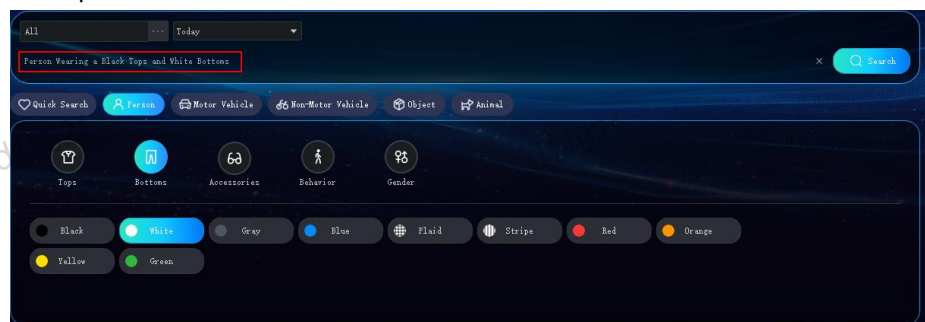 All ··· Today
Person Wearing a Black Tops and White Bottoms × Search
Quick Search Person Motor Vehicle Non-Motor Vehicle Object Animal
Tops Bottoms Accessories Behavior Gender
Black White Gray Blue Plaid Stripe Red Orange
Yellow Green